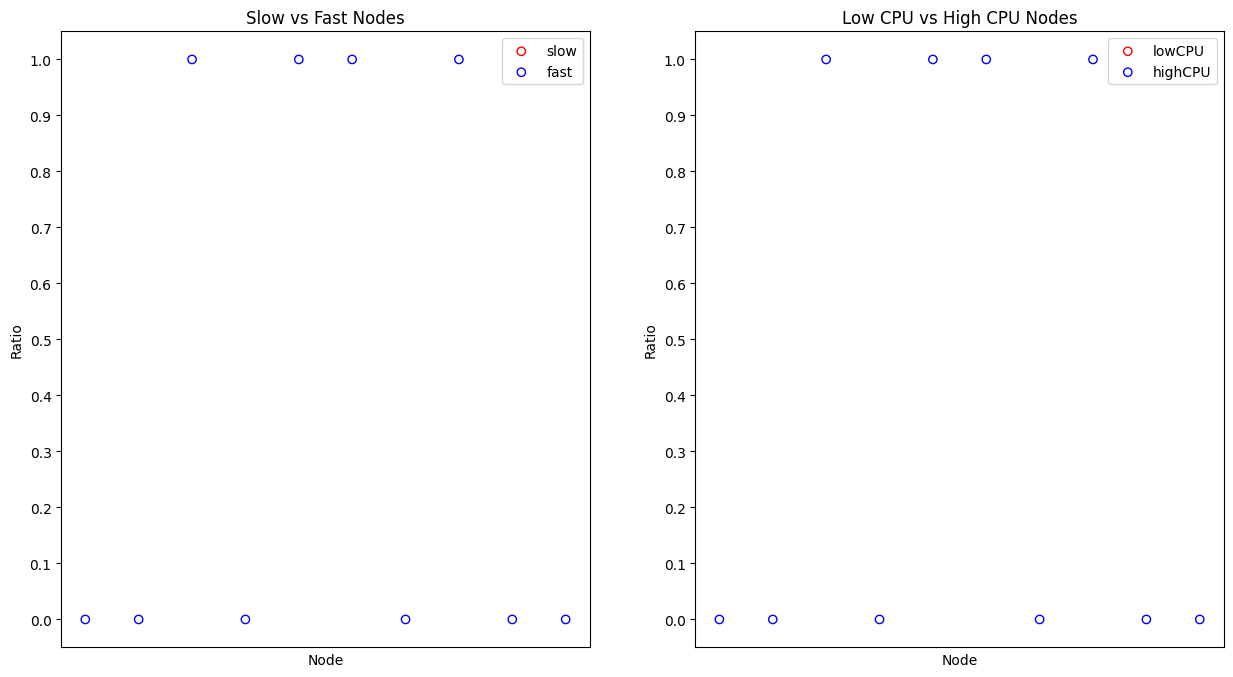 Slow vs Fast Nodes
slow
fast
1.0
0.9
0.8
0.7
0.6
0.5
0.4
0.3
0.2
0.1
0.0
Ratio
Node
Low CPU vs High CPU Nodes
lowCPU
highCPU
1.0
0.9
0.8
0.7
0.6
0.5
0.4
0.3
0.2
0.1
0.0
Ratio
Node